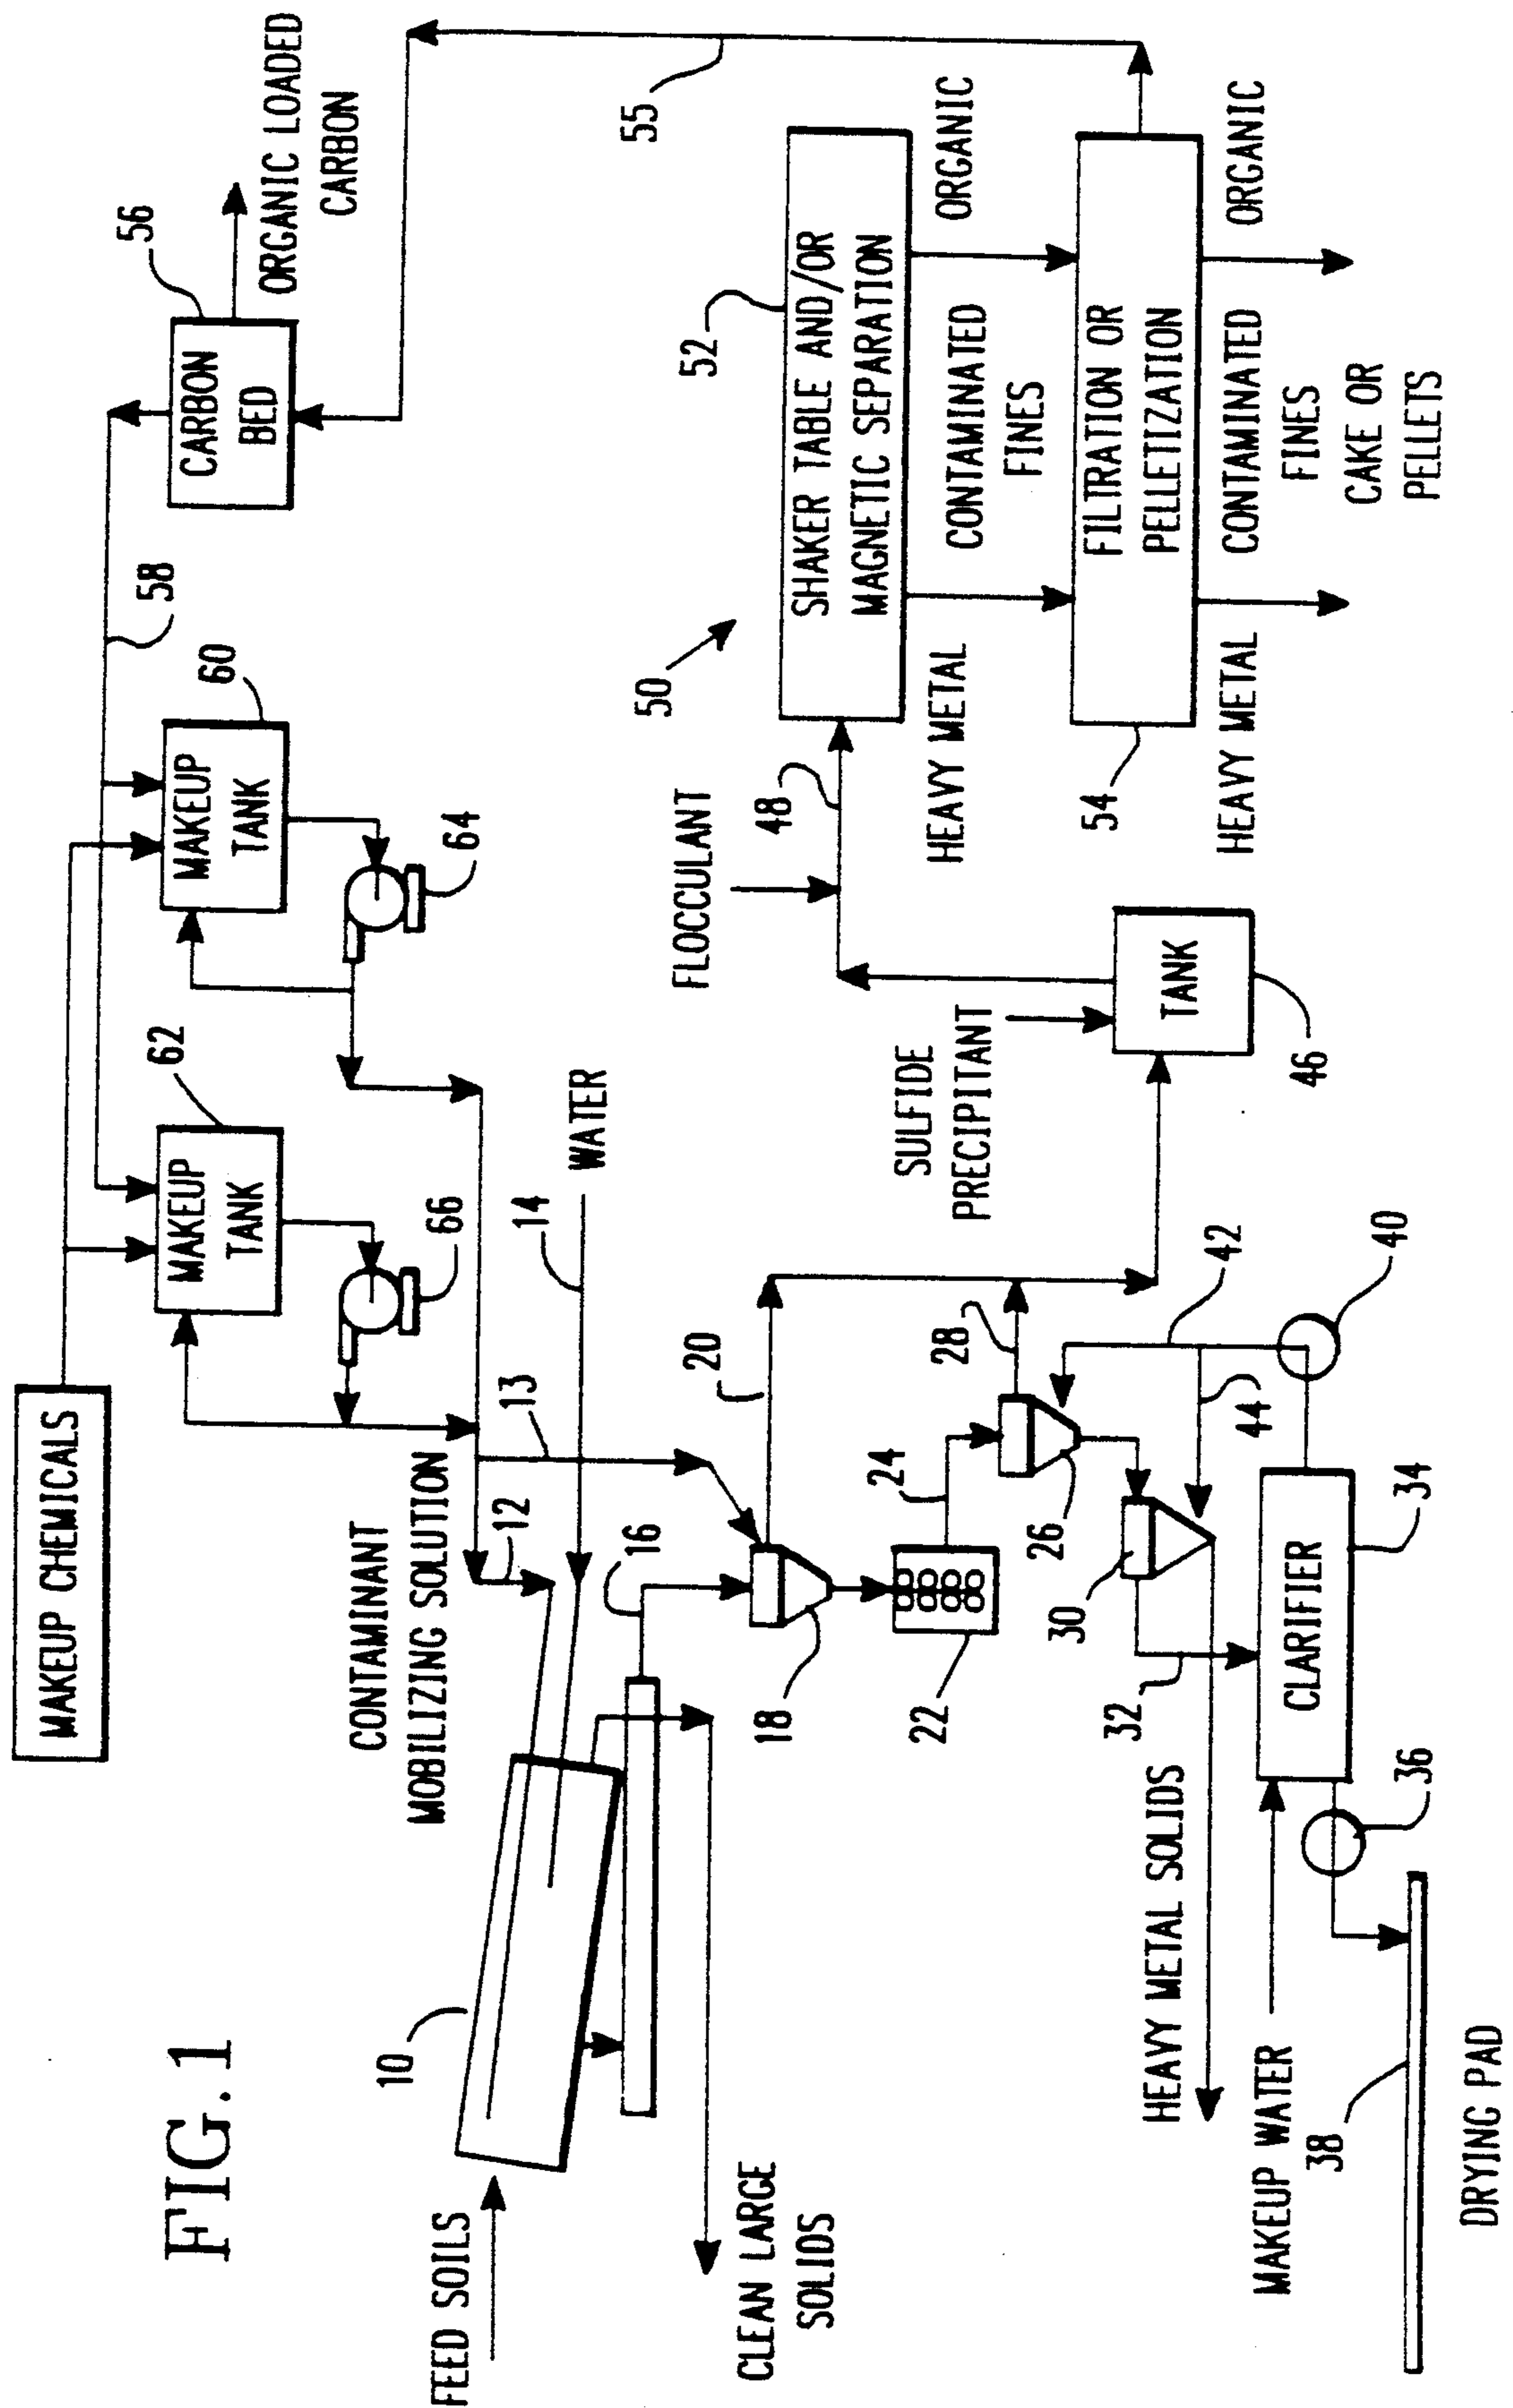 FIG. 1
MAKEUP CHEMICALS
62
MAKEUP
TANK
66
60
MAKEUP
TANK
64
58
56
CARBON
BED
ORGANIC LOADED
CARBON
55
CONTAMINANT
MOBILIZING SOLUTION
12
13
14
WATER
FEED SOILS
10
16
CLEAN LARGE
SOLIDS
18
20
22
24
26
28
30
32
HEAVY METAL SOLIDS
MAKEUP WATER
CLARIFIER
34
36
38
DRYING PAD
40
42
44
SULFIDE
PRECIPITANT
TANK
46
FLOCCULANT
48
50
52
SHAKER TABLE AND/OR
MAGNETIC SEPARATION
HEAVY METAL
CONTAMINATED
FINES
ORGANIC
54
FILTRATION OR
PELLETIZATION
HEAVY METAL
CONTAMINATED
FINES
CAKE OR
PELLETS
ORGANIC